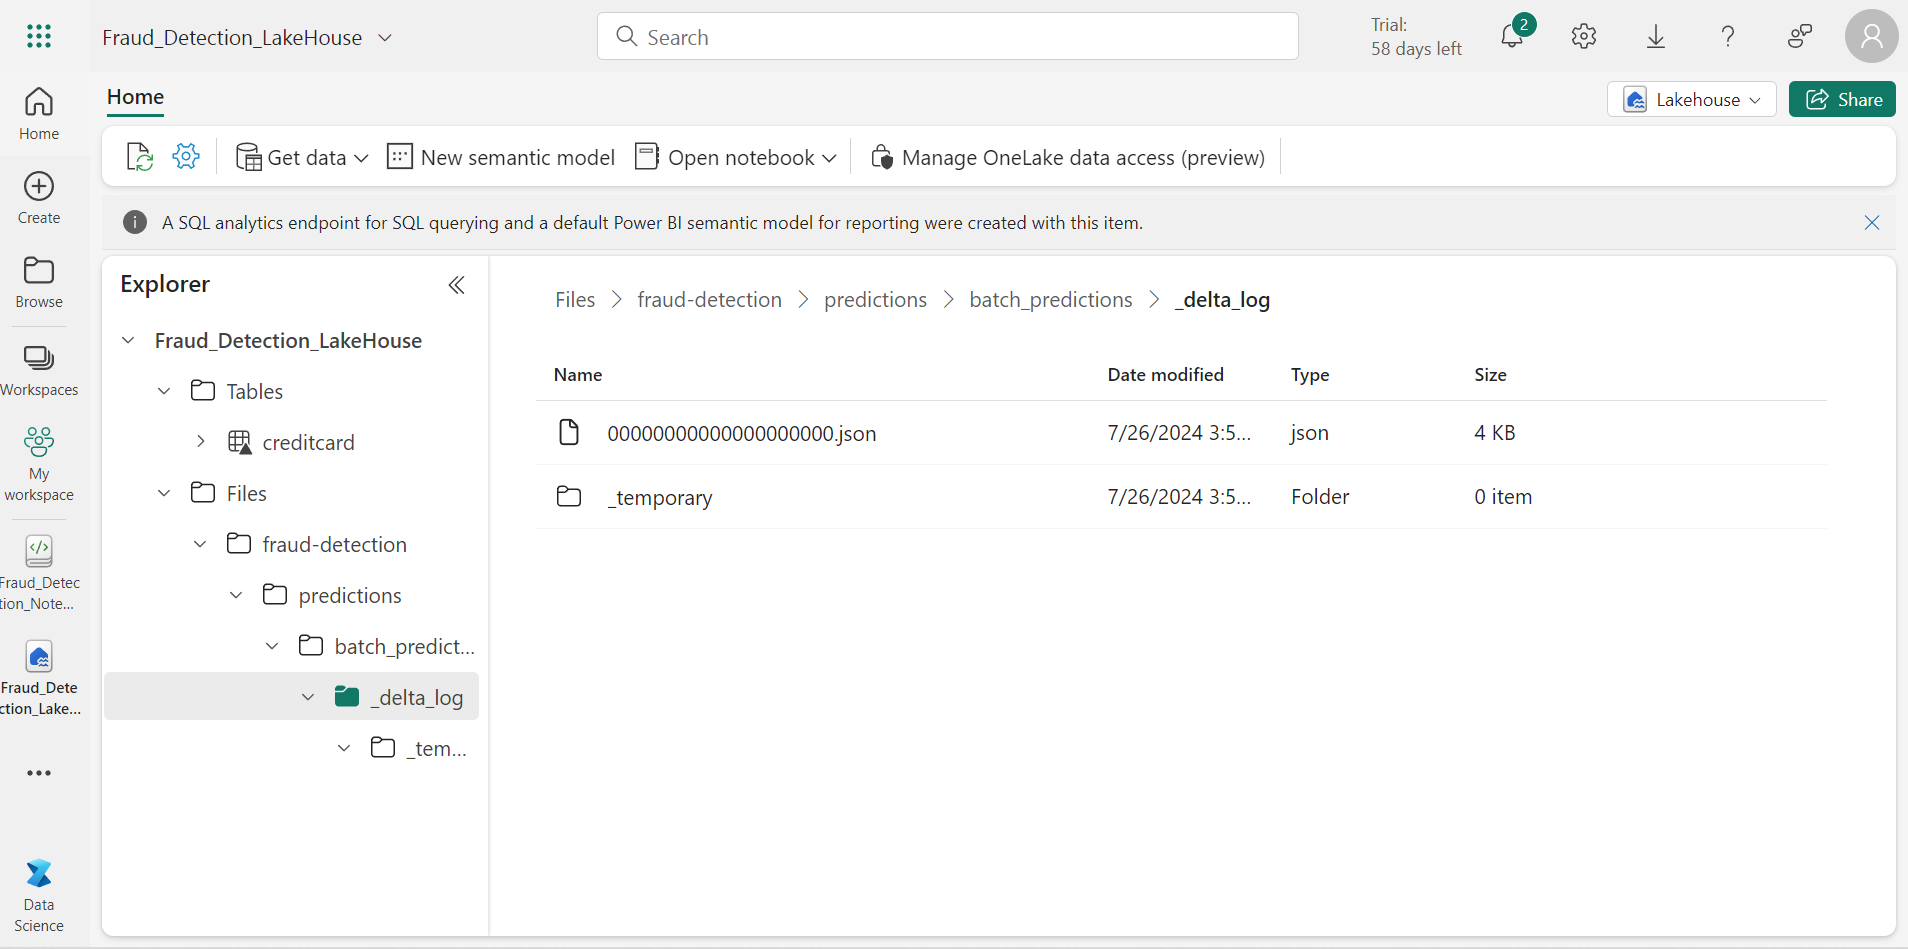 Fraud_Detection_LakeHouse
Search
Trial:
58 days left
2
Home
Lakehouse
Share
Get data
New semantic model
Open notebook
Manage OneLake data access (preview)
A SQL analytics endpoint for SQL querying and a default Power BI semantic model for reporting were created with this item.
Home
Create
Browse
Workspaces
My
workspace
Fraud_Detec
tion_Note...
Fraud_Dete
ction_Lake...
Data
Science
Explorer
Fraud_Detection_LakeHouse
Tables
creditcard
Files
fraud-detection
predictions
batch_predict...
_delta_log
_tem...
Files > fraud-detection > predictions > batch_predictions > _delta_log
Name Date modified Type Size
00000000000000000000.json 7/26/2024 3:5... json 4 KB
_temporary 7/26/2024 3:5... Folder 0 item